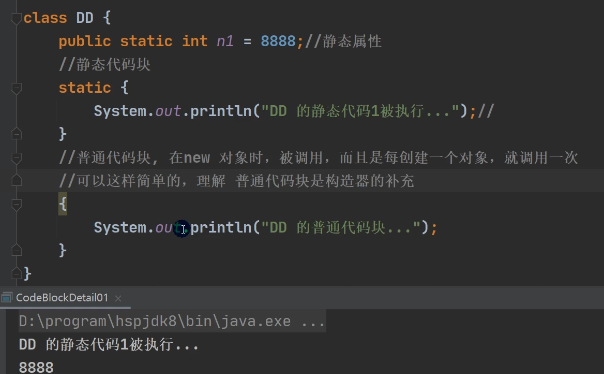 class DD {
public static int n1 = 8888;//静态属性
//静态代码块
static {
System.out.println("DD 的静态代码1被执行...");//
}
//普通代码块, 在new 对象时，被调用，而且是每创建一个对象，就调用一次
//可以这样简单的，理解 普通代码块是构造器的补充
{
System.out.println("DD 的普通代码块...");
}
}
CodeBlockDetail01 ×
D:\program\hspjdk8\bin\java.exe ...
DD 的静态代码1被执行...
8888